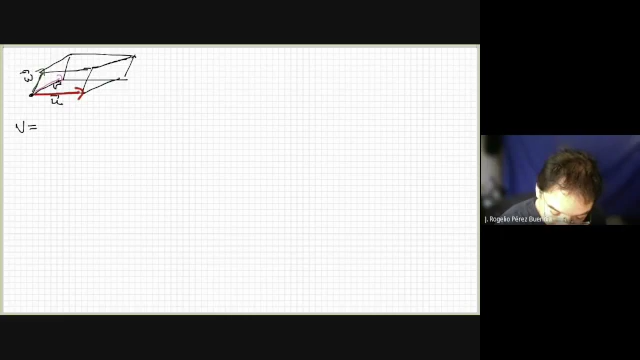 w⃗
v⃗
u⃗
V =
J. Rogelio Pérez Buendía